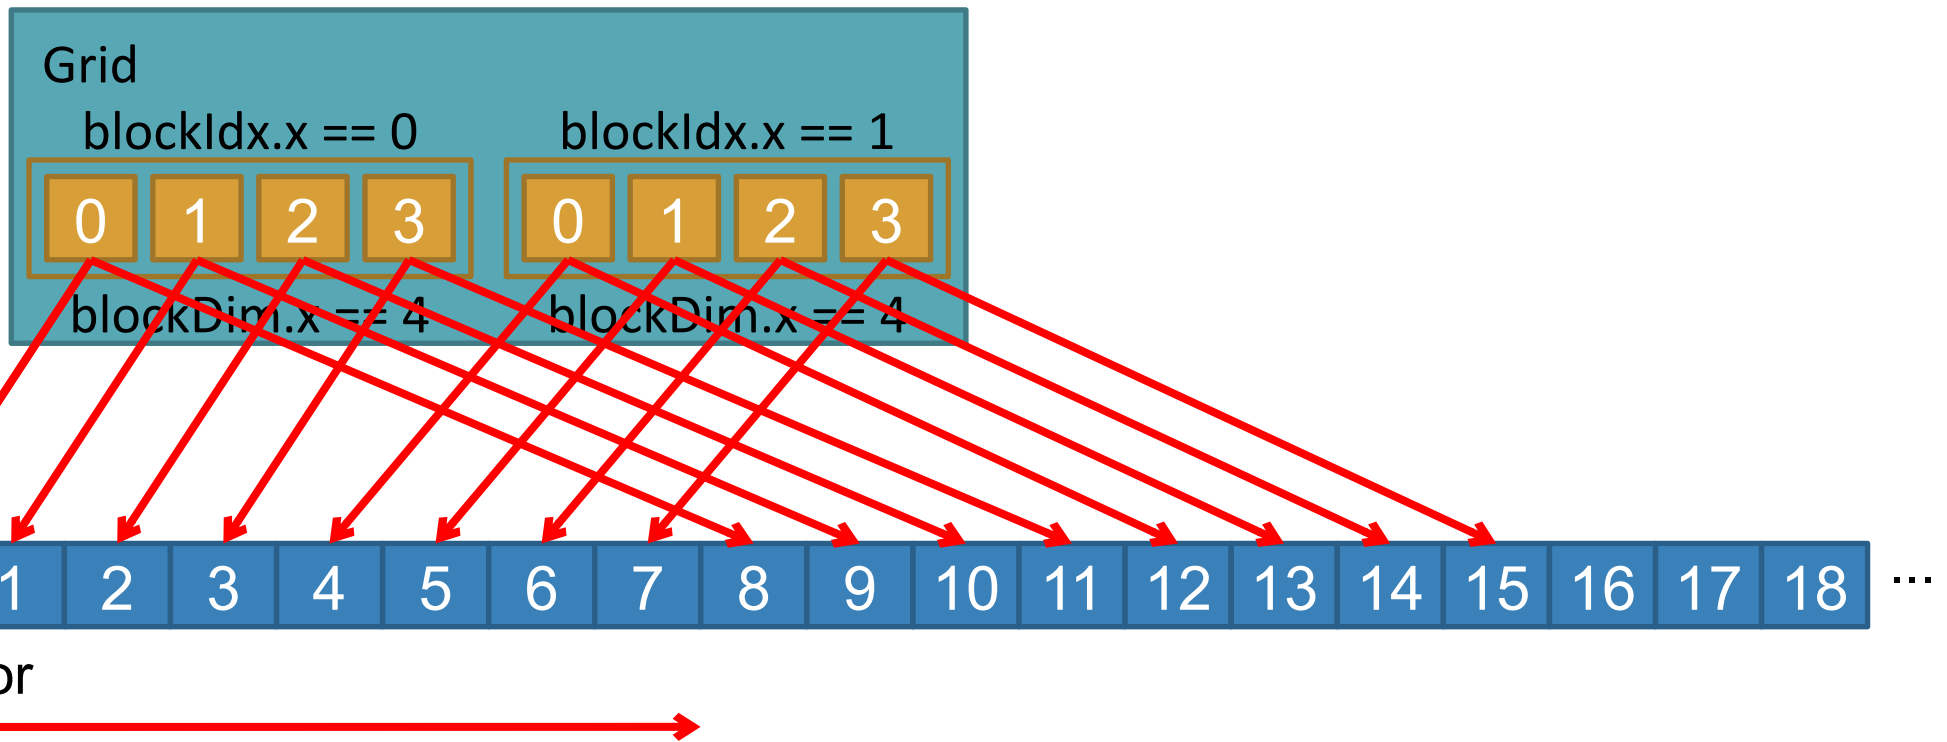 Grid
blockIdx.x == 0 blockIdx.x == 1
0 1 2 3 0 1 2 3
blockDim.x == 4 blockDim.x == 4
1 2 3 4 5 6 7 8 9 10 11 12 13 14 15 16 17 18 ...
or